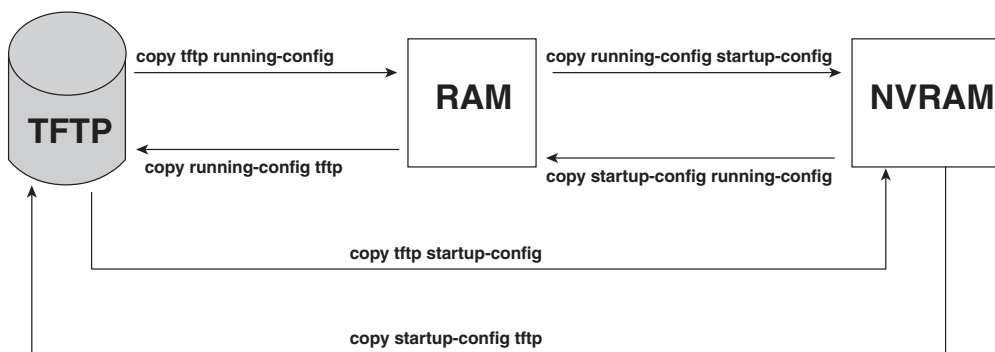 copy tftp running-config
copy running-config startup-config
TFTP
RAM
NVRAM
copy running-config tftp
copy startup-config running-config
copy tftp startup-config
copy startup-config tftp